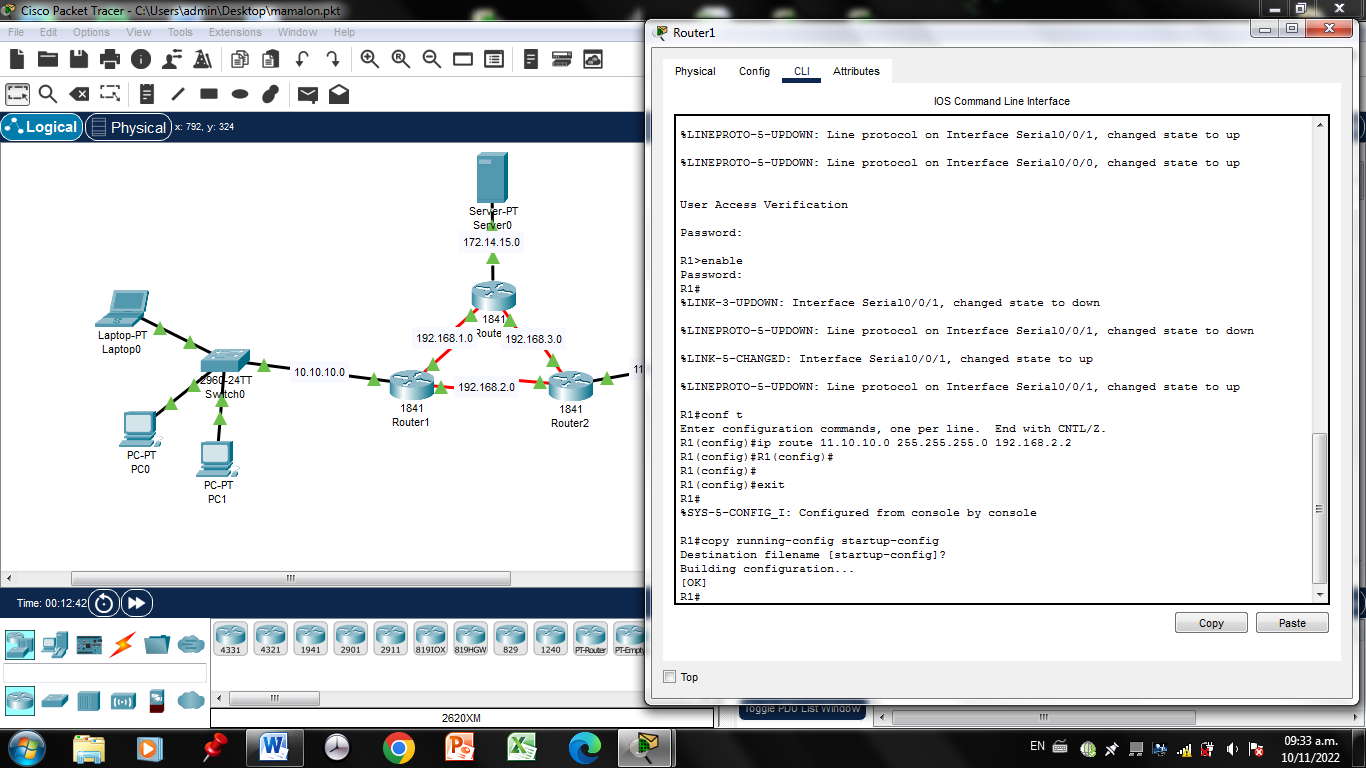 Cisco Packet Tracer - C:\Users\admin\Desktop\mamalon.pkt
File Edit Options View Tools Extensions Window Help
Logical Physical x: 792, y: 324
Server-PT
Server0
172.14.15.0
1841
Route
192.168.1.0 192.168.3.0
Laptop-PT
Laptop0
2960-24TT
Switch0
10.10.10.0
192.168.2.0
11
1841
Router1
1841
Router2
PC-PT
PC0
PC-PT
PC1
Time: 00:12:42
4331 4321 1941 2901 2911 819IOX 819HGW 829 1240 PT-Router PT-Empty
2620XM
Router1
Physical Config CLI Attributes
IOS Command Line Interface
%LINEPROTO-5-UPDOWN: Line protocol on Interface Serial0/0/1, changed state to up
%LINEPROTO-5-UPDOWN: Line protocol on Interface Serial0/0/0, changed state to up
User Access Verification
Password:
R1>enable
Password:
R1#
%LINK-3-UPDOWN: Interface Serial0/0/1, changed state to down
%LINEPROTO-5-UPDOWN: Line protocol on Interface Serial0/0/1, changed state to down
%LINK-5-CHANGED: Interface Serial0/0/1, changed state to up
%LINEPROTO-5-UPDOWN: Line protocol on Interface Serial0/0/1, changed state to up
R1#conf t
Enter configuration commands, one per line.  End with CNTL/Z.
R1(config)#ip route 11.10.10.0 255.255.255.0 192.168.2.2
R1(config)#R1(config)#
R1(config)#
R1(config)#exit
R1#
%SYS-5-CONFIG_I: Configured from console by console
R1#copy running-config startup-config
Destination filename [startup-config]?
Building configuration...
[OK]
R1#
Copy Paste
Top
Toggle PDU List Window
EN
09:33 a.m.
10/11/2022